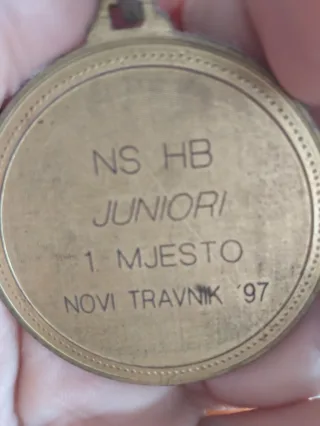 NS HB
JUNIORI
1. MJESTO
NOVI TRAVNIK '97